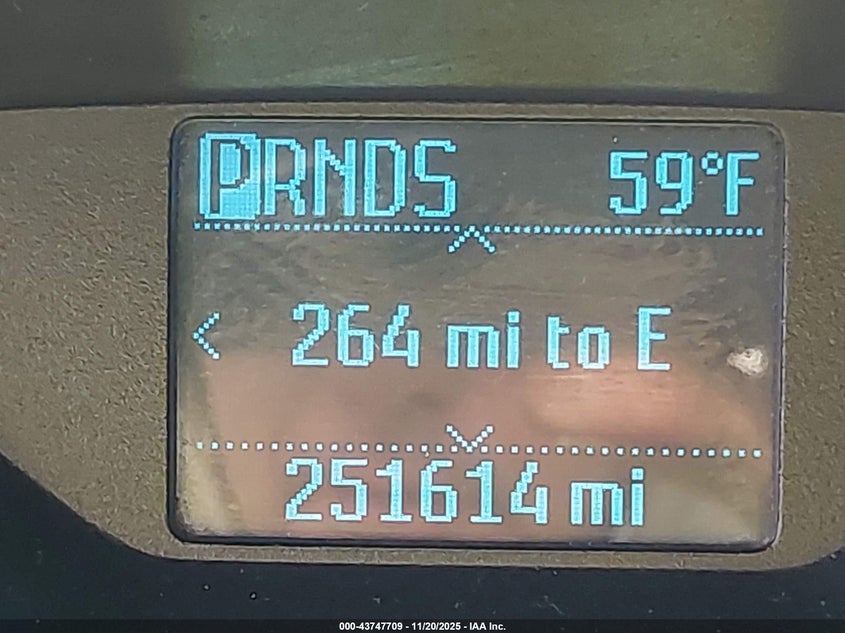 PRNDS 59°F
264 mi to E
251614 mi
000-43747709 - 11/20/2025 - IAA Inc.